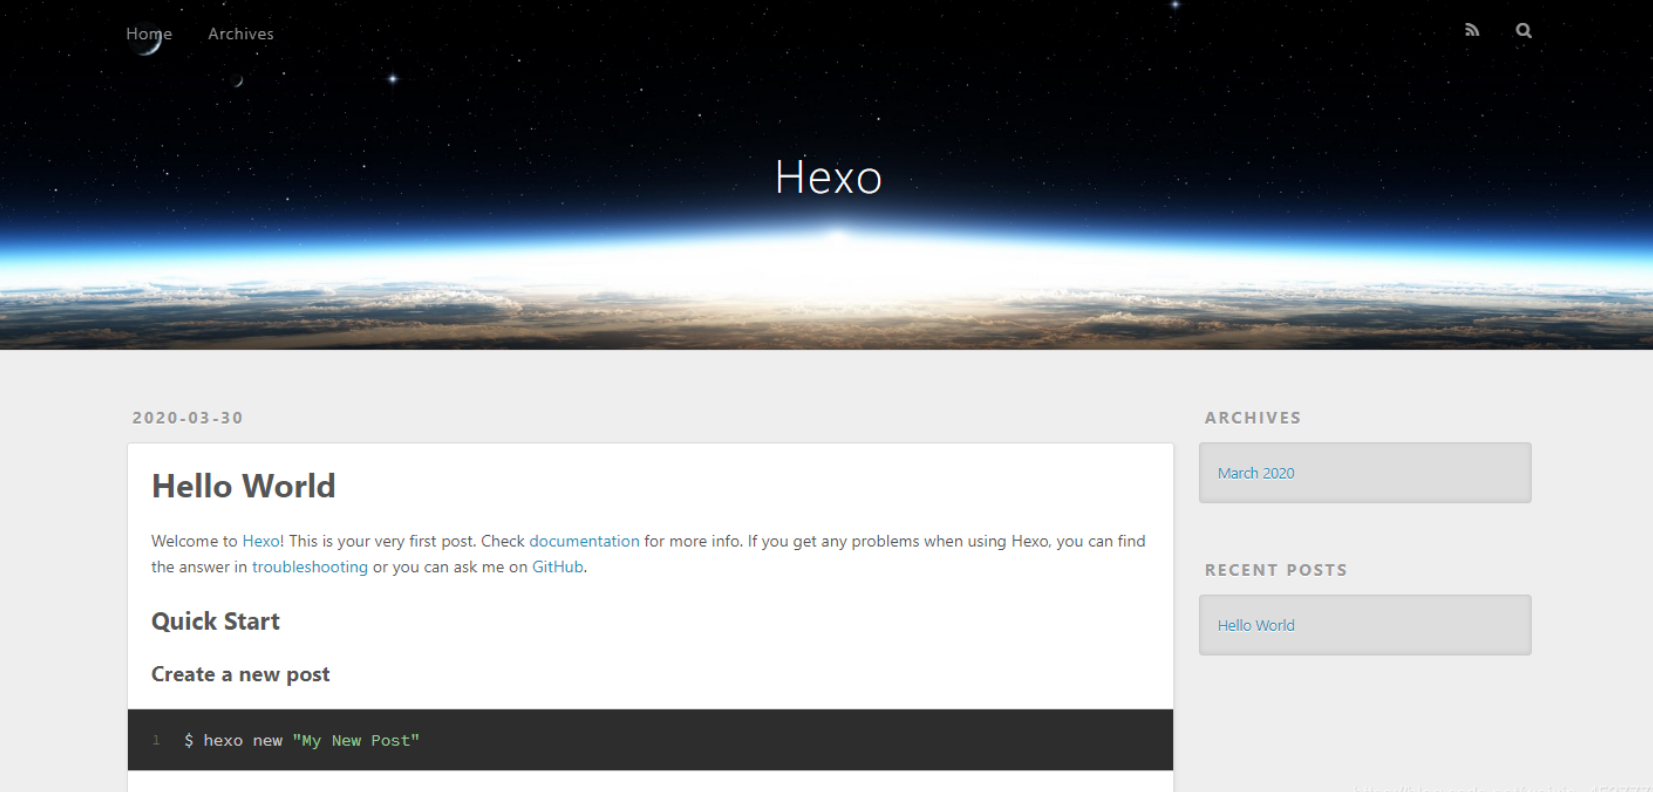 Home Archives
Hexo
2020-03-30
Hello World
Welcome to Hexo! This is your very first post. Check documentation for more info. If you get any problems when using Hexo, you can find
the answer in troubleshooting or you can ask me on GitHub.
Quick Start
Create a new post
1 $ hexo new "My New Post"
ARCHIVES
March 2020
RECENT POSTS
Hello World